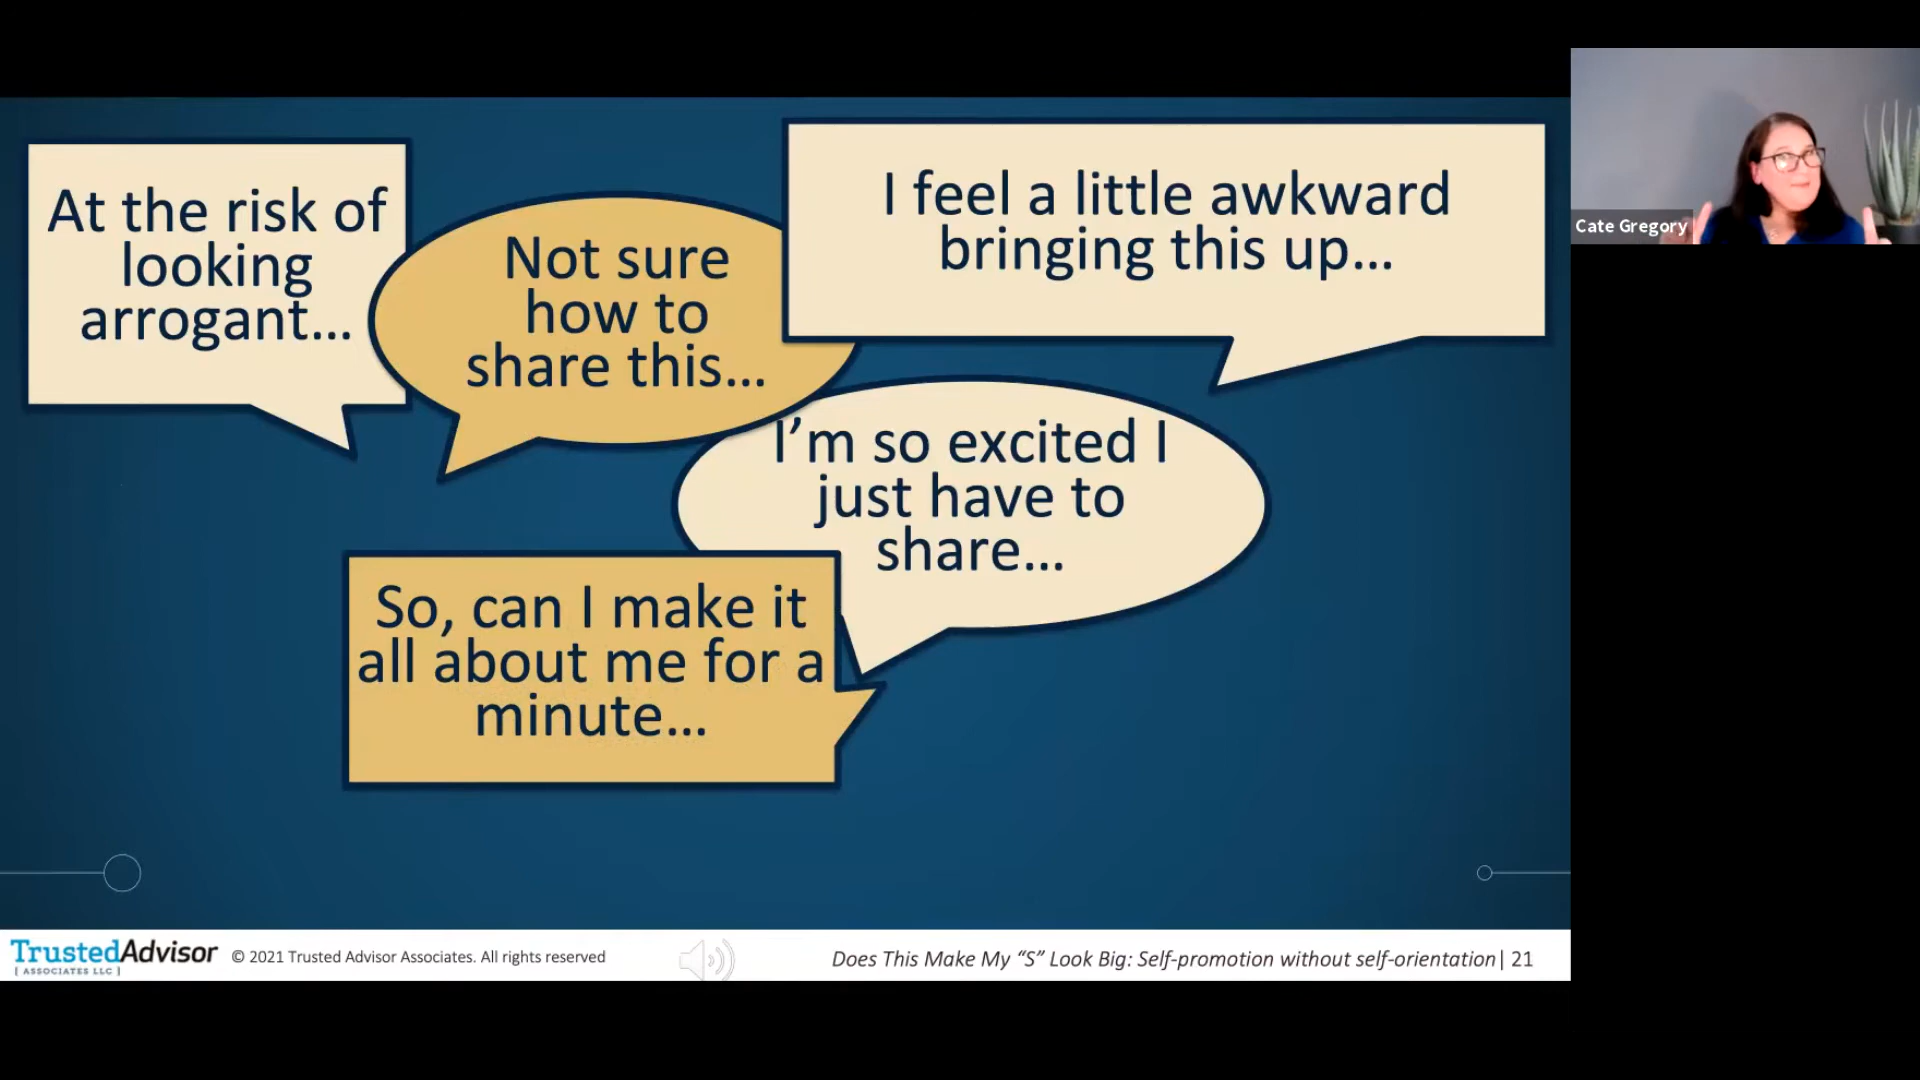 At the risk of
looking
arrogant...
Not sure
how to
share this...
I feel a little awkward
bringing this up...
I'm so excited I
just have to
share...
So, can I make it
all about me for a
minute...
Cate Gregory
TrustedAdvisor
[ ASSOCIATES LLC ]
© 2021 Trusted Advisor Associates. All rights reserved
Does This Make My “S” Look Big: Self-promotion without self-orientation| 21